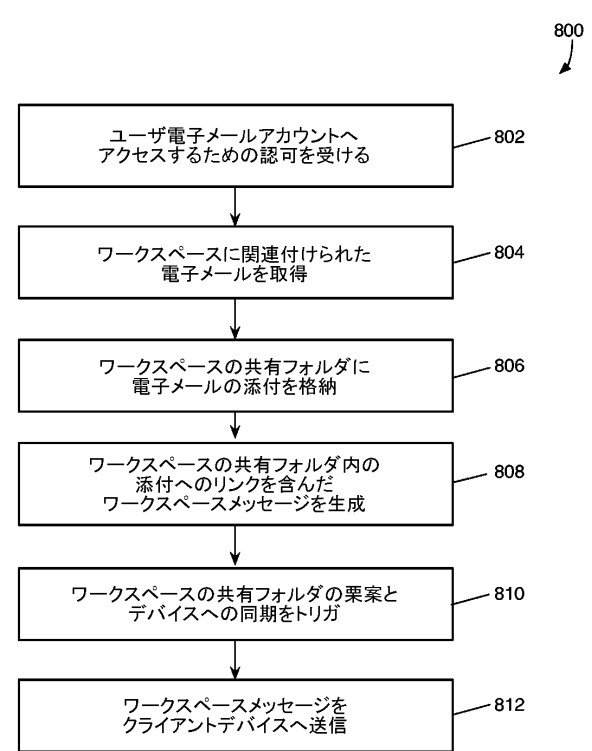 800
ユーザ電子メールアカウントへ
アクセスするための認可を受ける
802
ワークスペースに関連付けられた
電子メールを取得
804
ワークスペースの共有フォルダに
電子メールの添付を格納
806
ワークスペースの共有フォルダ内の
添付へのリンクを含んだ
ワークスペースメッセージを生成
808
ワークスペースの共有フォルダの栗案と
デバイスへの同期をトリガ
810
ワークスペースメッセージを
クライアントデバイスへ送信
812